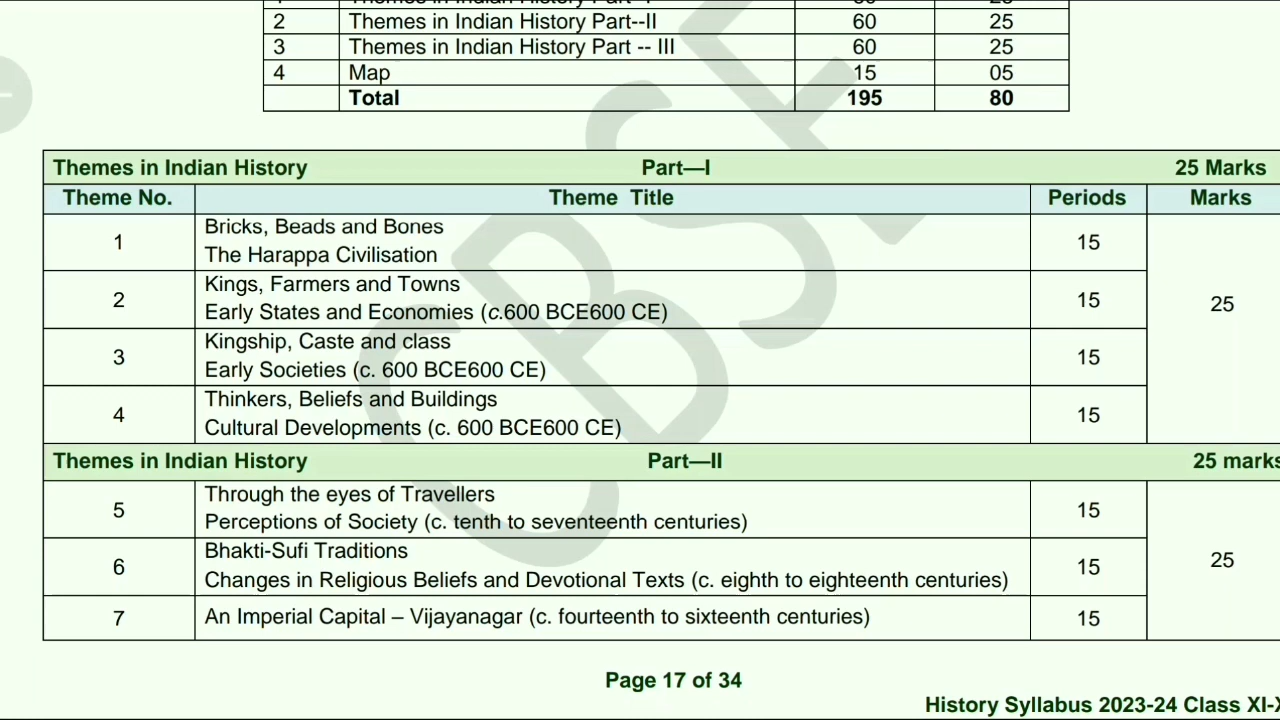 2 Themes in Indian History Part--II 60 25
3 Themes in Indian History Part -- III 60 25
4 Map 15 05
Total 195 80
Themes in Indian History Part—I 25 Marks
Theme No. Theme Title Periods Marks
1 Bricks, Beads and Bones
The Harappa Civilisation 15
2 Kings, Farmers and Towns
Early States and Economies (c.600 BCE600 CE) 15
25
3 Kingship, Caste and class
Early Societies (c. 600 BCE600 CE) 15
4 Thinkers, Beliefs and Buildings
Cultural Developments (c. 600 BCE600 CE) 15
Themes in Indian History Part—II 25 marks
5 Through the eyes of Travellers
Perceptions of Society (c. tenth to seventeenth centuries) 15
6 Bhakti-Sufi Traditions
Changes in Religious Beliefs and Devotional Texts (c. eighth to eighteenth centuries) 15
25
7 An Imperial Capital – Vijayanagar (c. fourteenth to sixteenth centuries) 15
Page 17 of 34
History Syllabus 2023-24 Class XI-X
CBSE